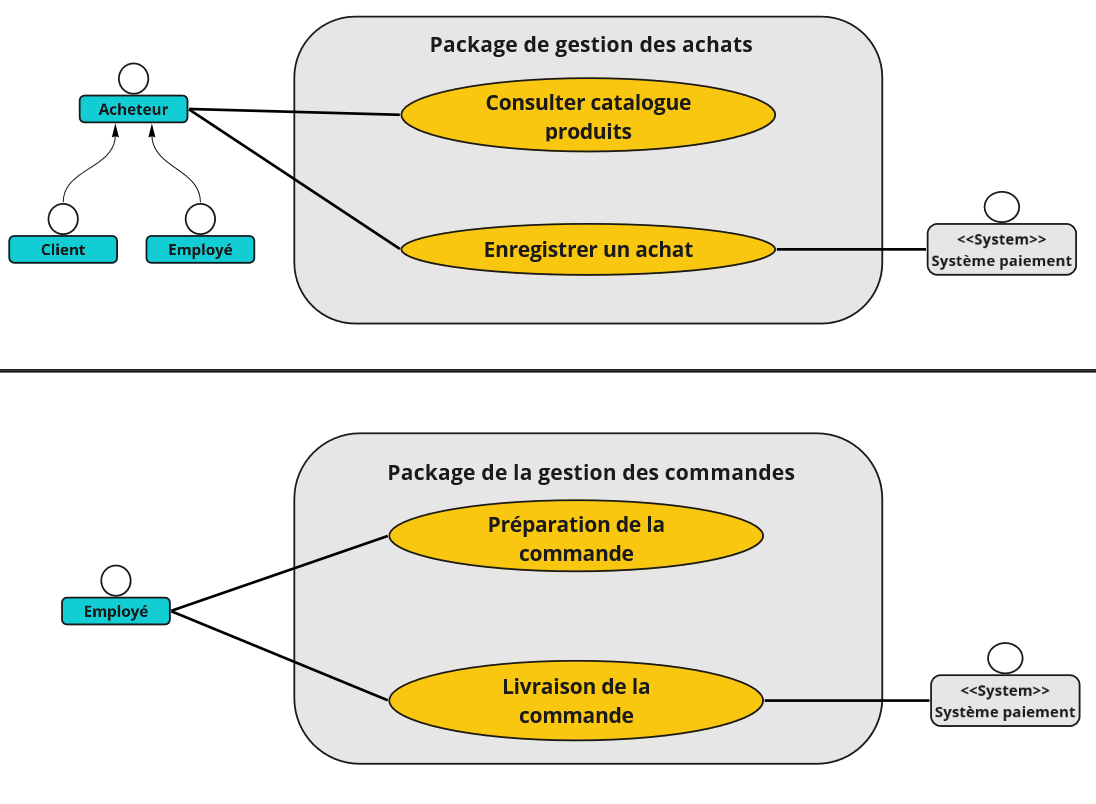 Package de gestion des achats
Consulter catalogue
produits
Acheteur
Client
Employé
Enregistrer un achat
<<System>>
Système paiement
Package de la gestion des commandes
Préparation de la
commande
Employé
Livraison de la
commande
<<System>>
Système paiement